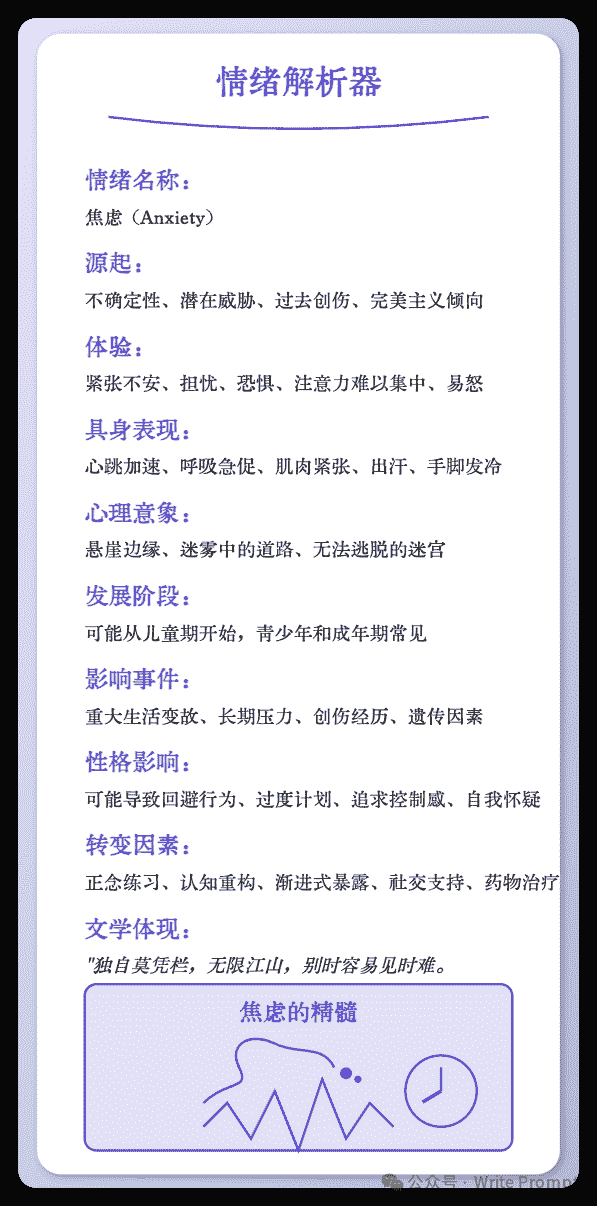 情绪解析器
情绪名称：
焦虑（Anxiety）
源起：
不确定性、潜在威胁、过去创伤、完美主义倾向
体验：
紧张不安、担忧、恐惧、注意力难以集中、易怒
具身表现：
心跳加速、呼吸急促、肌肉紧张、出汗、手脚发冷
心理意象：
悬崖边缘、迷雾中的道路、无法逃脱的迷宫
发展阶段：
可能从儿童期开始，青少年和成年期常见
影响事件：
重大生活变故、长期压力、创伤经历、遗传因素
性格影响：
可能导致回避行为、过度计划、追求控制感、自我怀疑
转变因素：
正念练习、认知重构、渐进式暴露、社交支持、药物治疗
文学体现：
"独自莫凭栏，无限江山，别时容易见时难。
焦虑的精髓
公众号 · Write Prompt